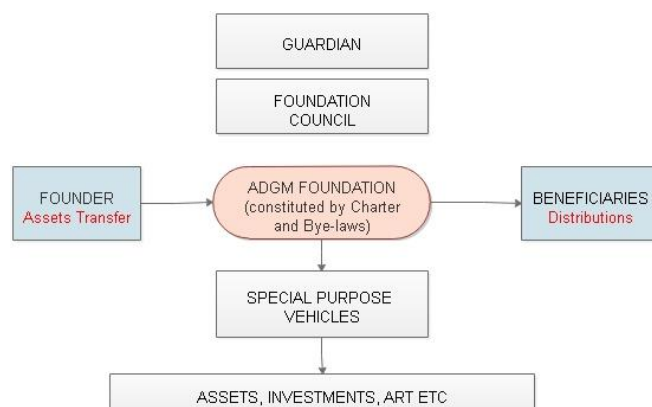 GUARDIAN
FOUNDATION
COUNCIL
FOUNDER
Assets Transfer
ADGM FOUNDATION
(constituted by Charter
and Bye-laws)
BENEFICIARIES
Distributions
SPECIAL PURPOSE
VEHICLES
ASSETS, INVESTMENTS, ART ETC